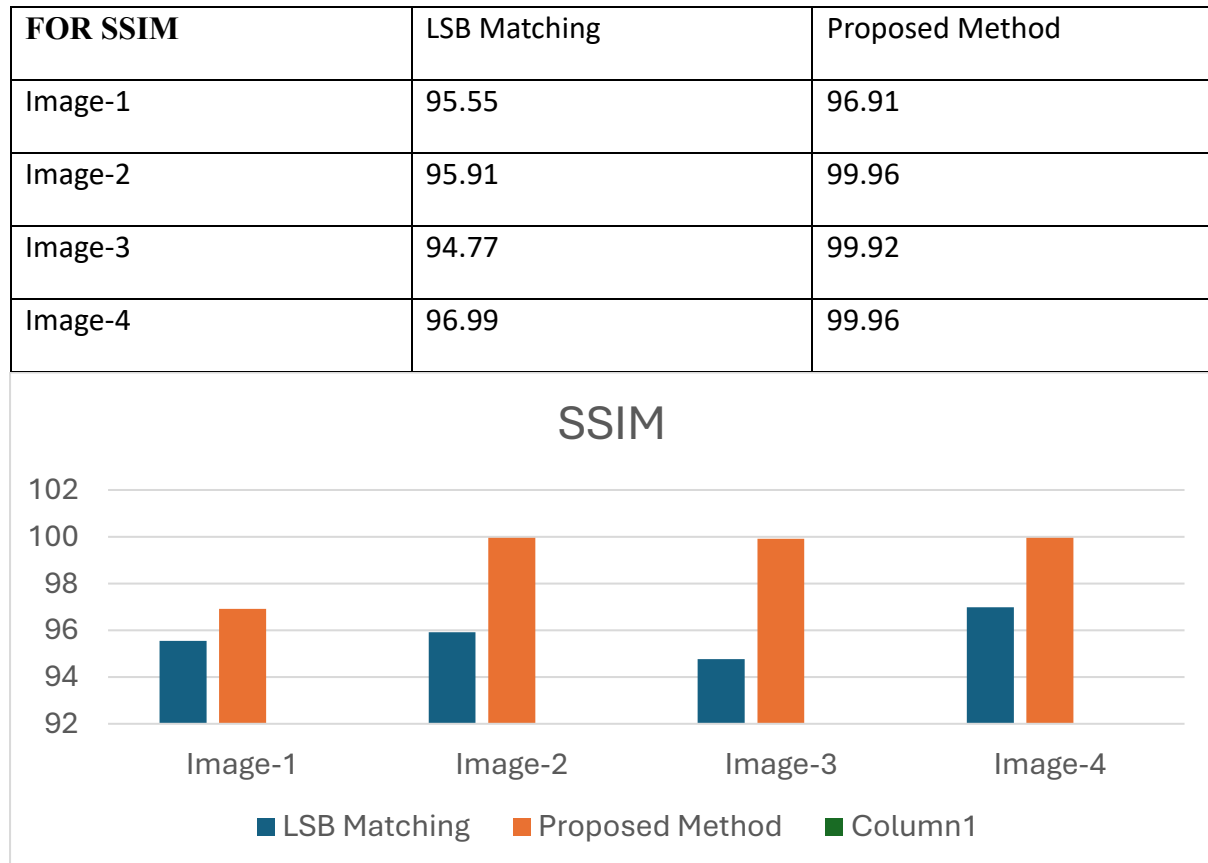 FOR SSIM LSB Matching Proposed Method
Image-1 95.55 96.91
Image-2 95.91 99.96
Image-3 94.77 99.92
Image-4 96.99 99.96
SSIM
102
100
98
96
94
92
Image-1 Image-2 Image-3 Image-4
LSB Matching Proposed Method Column1